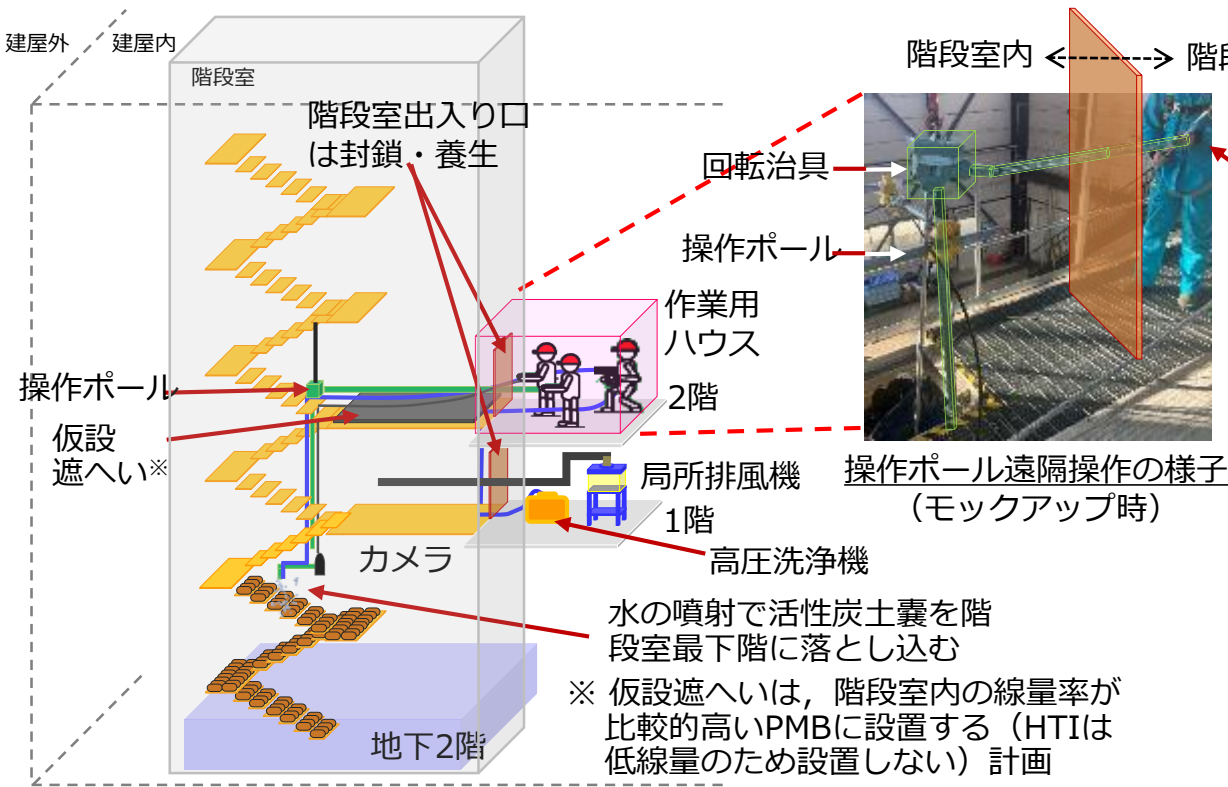 建屋外
建屋内
階段室
階段室出入り口
は封鎖・養生
階段室内
階段
回転治具
操作ポール
作業用
ハウス
2階
操作ポール
仮設
遮へい※
局所排風機
1階
操作ポール遠隔操作の様子
（モックアップ時）
カメラ
高圧洗浄機
水の噴射で活性炭土嚢を階
段室最下階に落とし込む
※ 仮設遮へいは，階段室内の線量率が
比較的高いPMBに設置する（HTIは
低線量のため設置しない）計画
地下2階